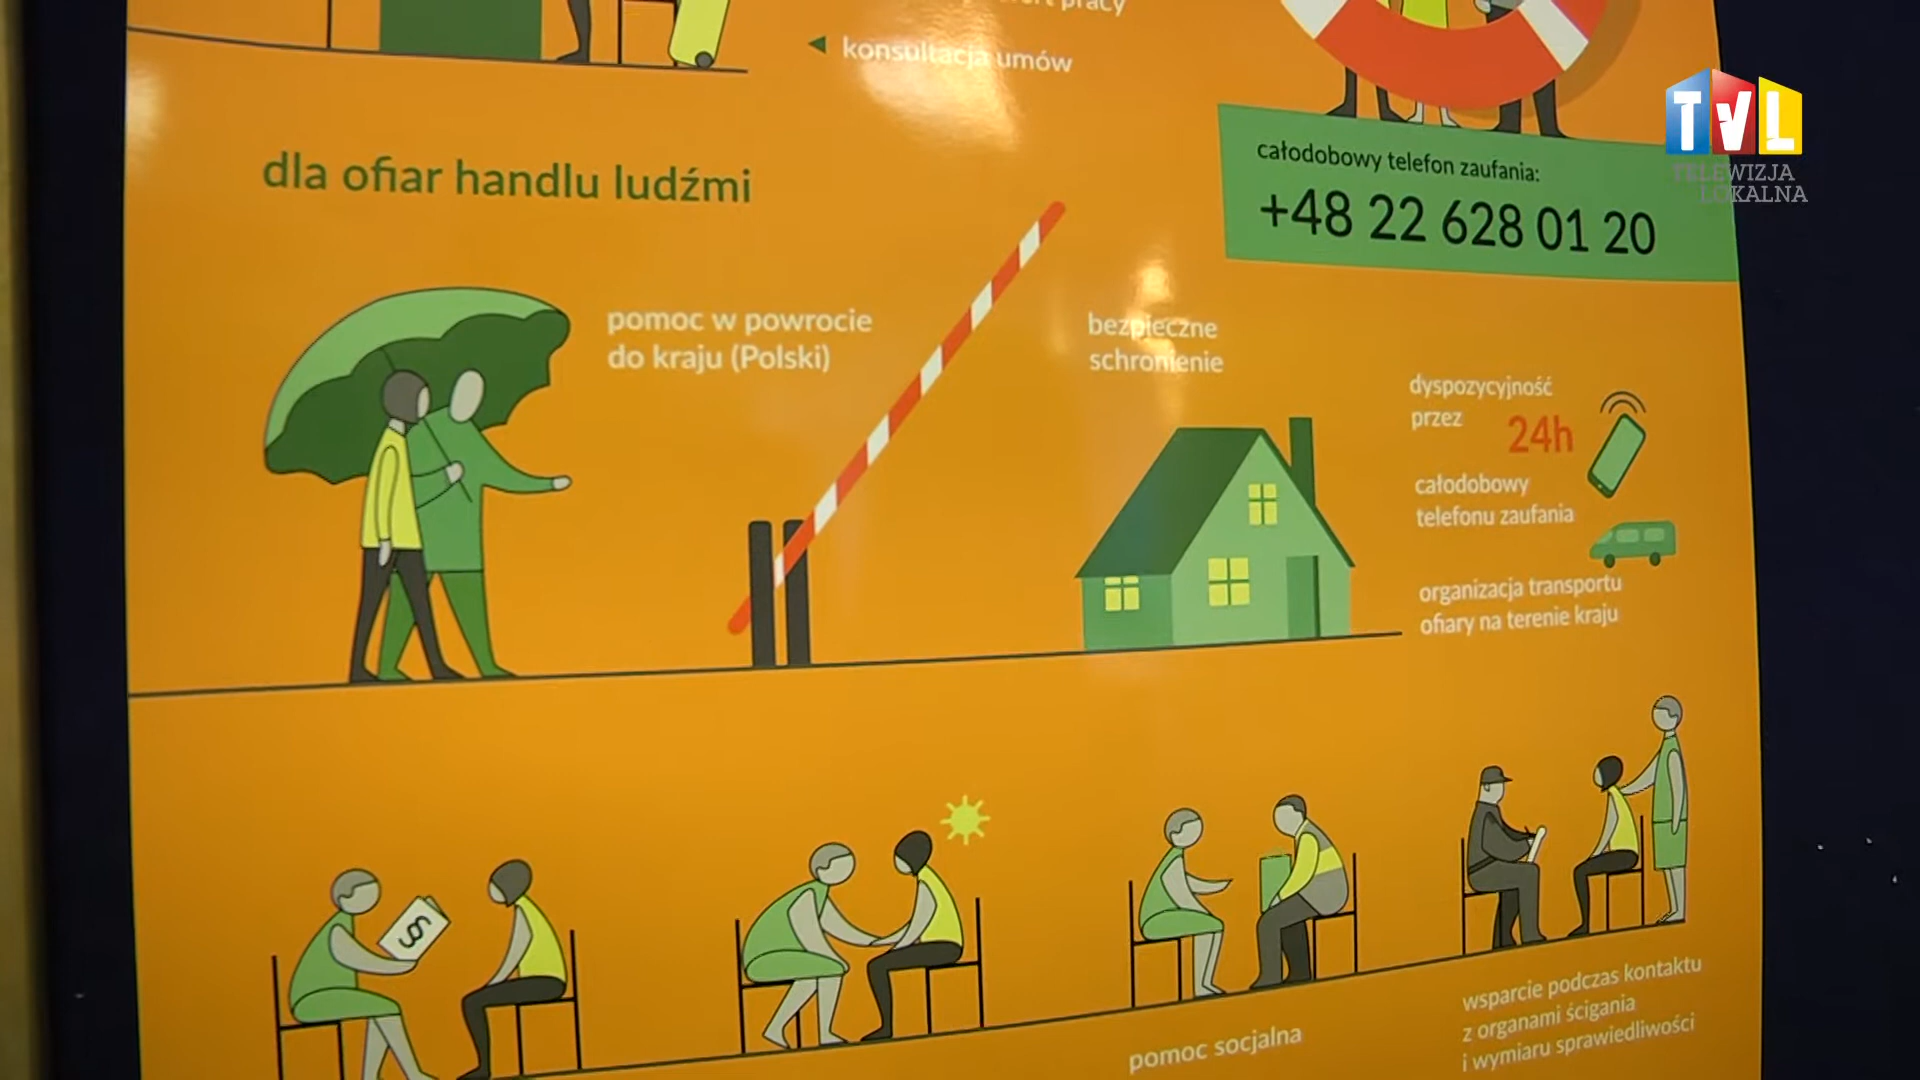 pracy
konsultacja umów
TVL
TELEWIZJA
LOKALNA
całodobowy telefon zaufania:
+48 22 628 01 20
dla ofiar handlu ludźmi
pomoc w powrocie
do kraju (Polski)
bezpieczne
schronienie
dyspozycyjność
przez 24h
całodobowy
telefonu zaufania
organizacja transportu
ofiary na terenie kraju
§
pomoc socjalna
wsparcie podczas kontaktu
z organami ścigania
i wymiaru sprawiedliwości